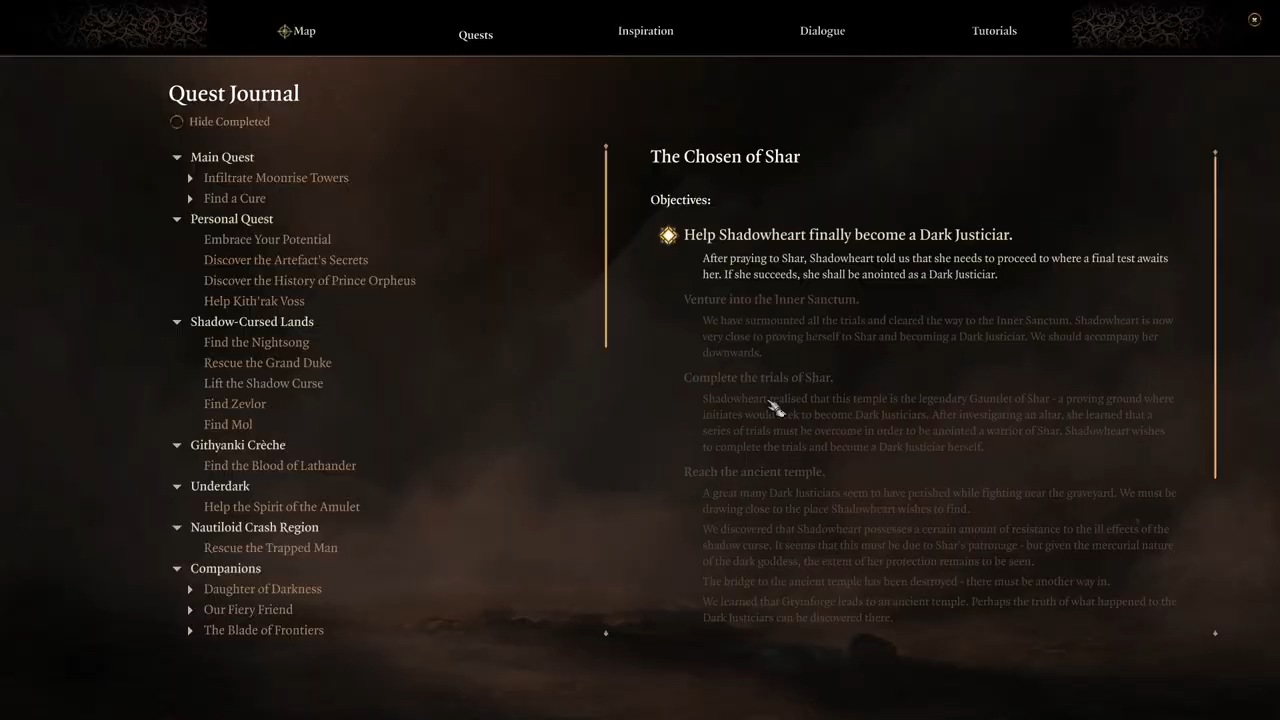 Map
Quests
Inspiration
Dialogue
Tutorials
Quest Journal
Hide Completed
Main Quest
Infiltrate Moonrise Towers
Find a Cure
Personal Quest
Embrace Your Potential
Discover the Artefact's Secrets
Discover the History of Prince Orpheus
Help Kith'rak Voss
Shadow-Cursed Lands
Find the Nightsong
Rescue the Grand Duke
Lift the Shadow Curse
Find Zevlor
Find Mol
Githyanki Crèche
Find the Blood of Lathander
Underdark
Help the Spirit of the Amulet
Nautiloid Crash Region
Rescue the Trapped Man
Companions
Daughter of Darkness
Our Fiery Friend
The Blade of Frontiers
The Chosen of Shar
Objectives:
Help Shadowheart finally become a Dark Justiciar.
After praying to Shar, Shadowheart told us that she needs to proceed to where a final test awaits
her. If she succeeds, she shall be anointed as a Dark Justiciar.
Venture into the Inner Sanctum.
We have surmounted all the trials and cleared the way to the Inner Sanctum. Shadowheart is now
very close to proving herself to Shar and becoming a Dark Justiciar. We should accompany her
downwards.
Complete the trials of Shar.
Shadowheart realised that this temple is the legendary Gauntlet of Shar - a proving ground where
initiates would seek to become Dark Justiciars. After investigating an altar, she learned that a
series of trials must be overcome in order to be anointed a warrior of Shar. Shadowheart wishes
to complete the trials and become a Dark Justiciar herself.
Reach the ancient temple.
A great many Dark Justiciars seem to have perished while fighting near the graveyard. We must be
drawing close to the place Shadowheart wishes to find.
We discovered that Shadowheart possesses a certain amount of resistance to the ill effects of the
shadow curse. It seems that this must be due to Shar's patronage - but given the mercurial nature
of the dark goddess, the extent of her protection remains to be seen.
The bridge to the ancient temple has been destroyed - there must be another way in.
We learned that Grymforge leads to an ancient temple. Perhaps the truth of what happened to the
Dark Justiciars can be discovered there.